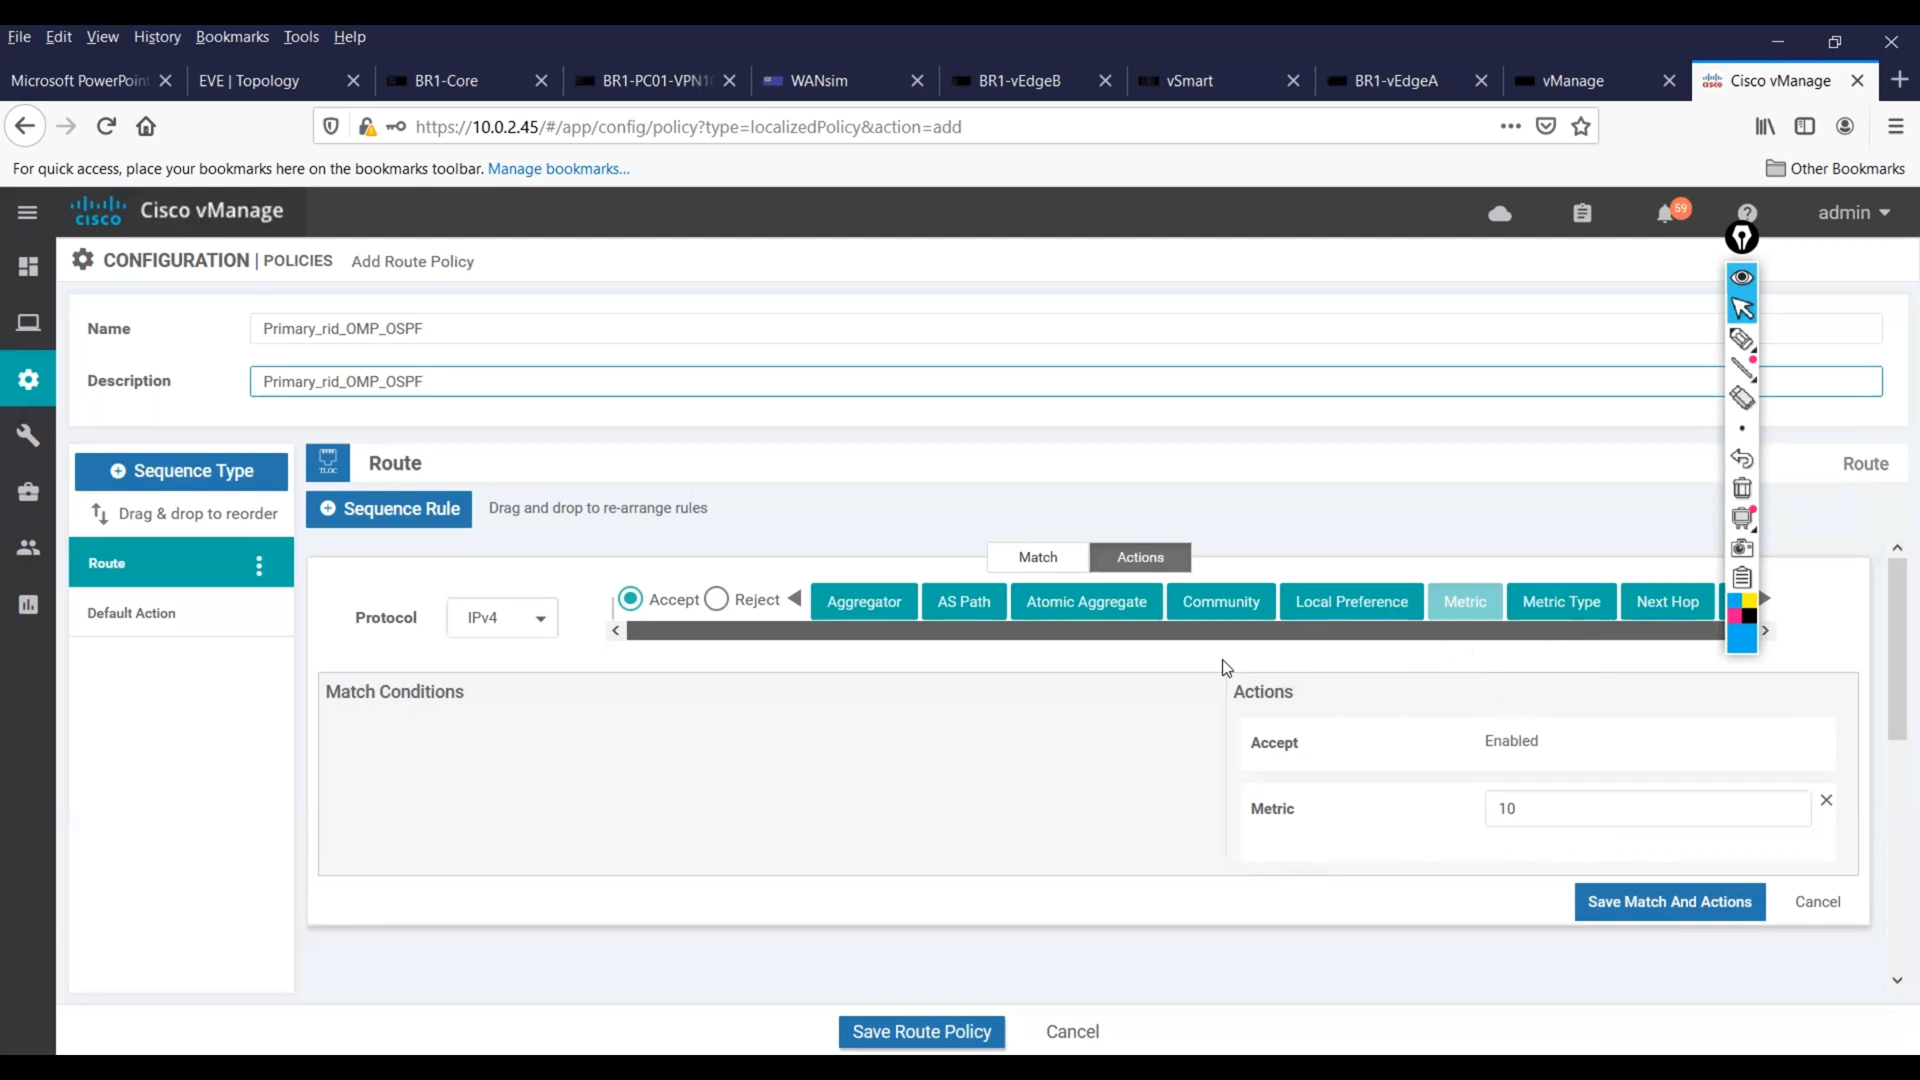 File Edit View History Bookmarks Tools Help
Microsoft PowerPoint EVE | Topology BR1-Core BR1-PC01-VPN1 WANsim BR1-vEdgeB vSmart BR1-vEdgeA vManage Cisco vManage
https://10.0.2.45/#/app/config/policy?type=localizedPolicy&action=add
For quick access, place your bookmarks here on the bookmarks toolbar. Manage bookmarks... Other Bookmarks
cisco Cisco vManage 59 admin
CONFIGURATION | POLICIES Add Route Policy
Name Primary_rid_OMP_OSPF
Description Primary_rid_OMP_OSPF
Sequence Type
Drag & drop to reorder
Route
Default Action
TLOC Route Route
Sequence Rule Drag and drop to re-arrange rules
Match Actions
Protocol IPv4 Accept Reject Aggregator AS Path Atomic Aggregate Community Local Preference Metric Metric Type Next Hop
Match Conditions Actions
Accept Enabled
Metric 10
Save Match And Actions Cancel
Save Route Policy Cancel